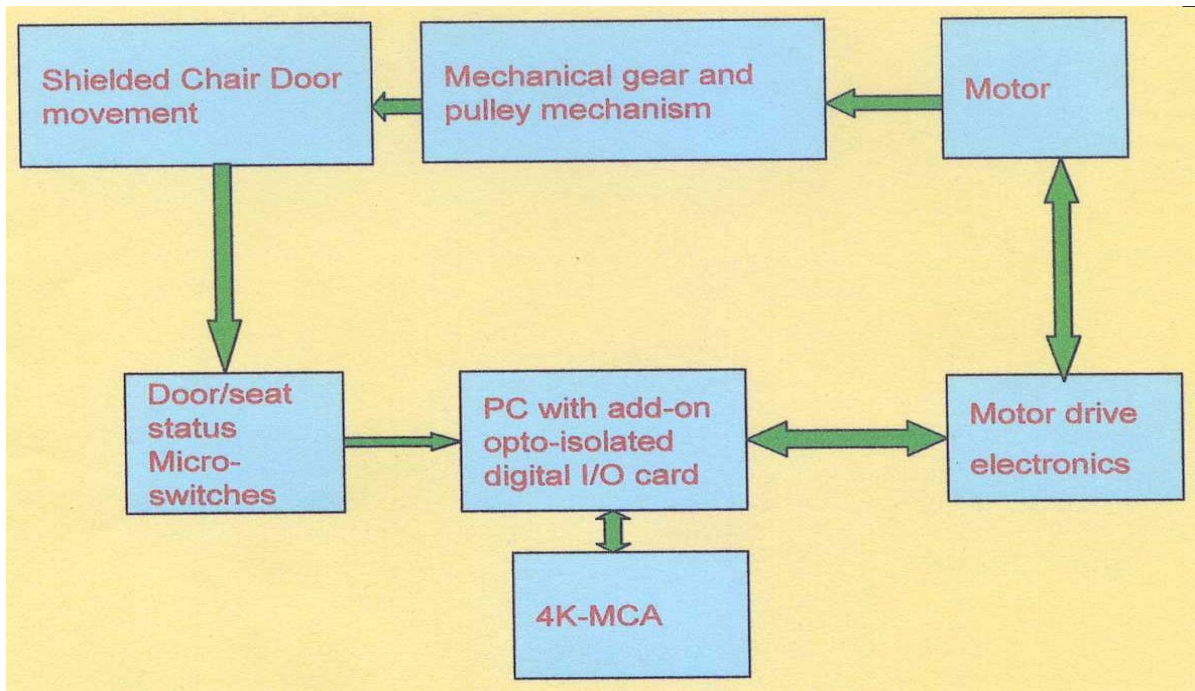 Shielded Chair Door
movement
Mechanical gear and
pulley mechanism
Motor
Door/seat
status
Micro-
switches
PC with add-on
opto-isolated
digital I/O card
Motor drive
electronics
4K-MCA